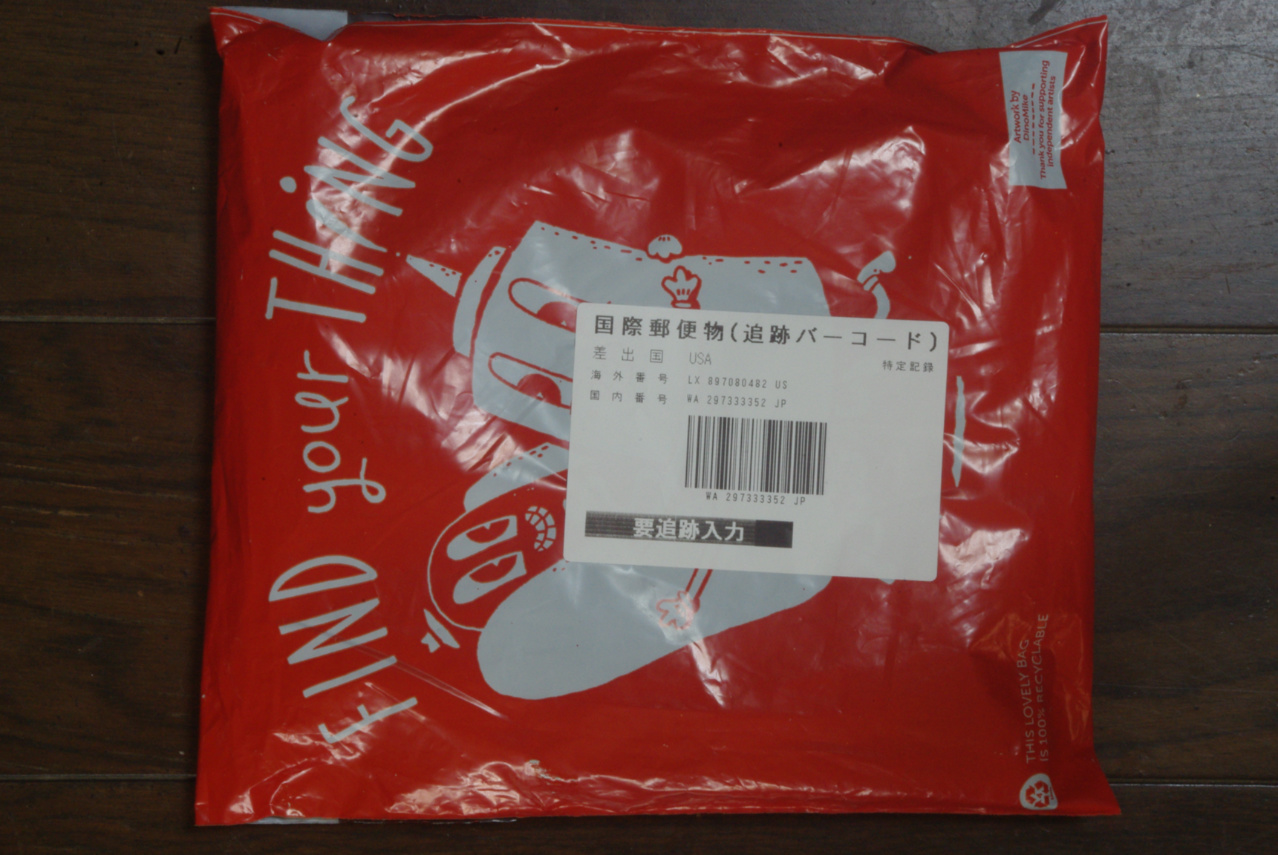 FIND your THiNG
国際郵便物(追跡バーコード)
差出国 USA
特定記録
海外番号 LX 897080482 US
国内番号 WA 297333352 JP
WA 297333352 JP
要追跡入力
Artwork by
DinoMike
Thank you for supporting
independent artists
THIS LOVELY BAG
is 100% RECYCLABLE